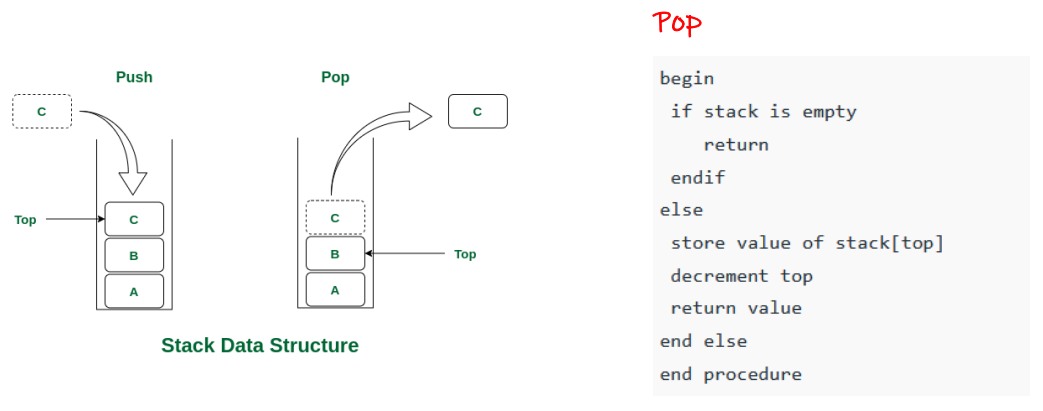 Push
Pop
C
C
Top
C
B
A
C
B
A
Top
Stack Data Structure
Pop
begin
if stack is empty
return
endif
else
store value of stack[top]
decrement top
return value
end else
end procedure